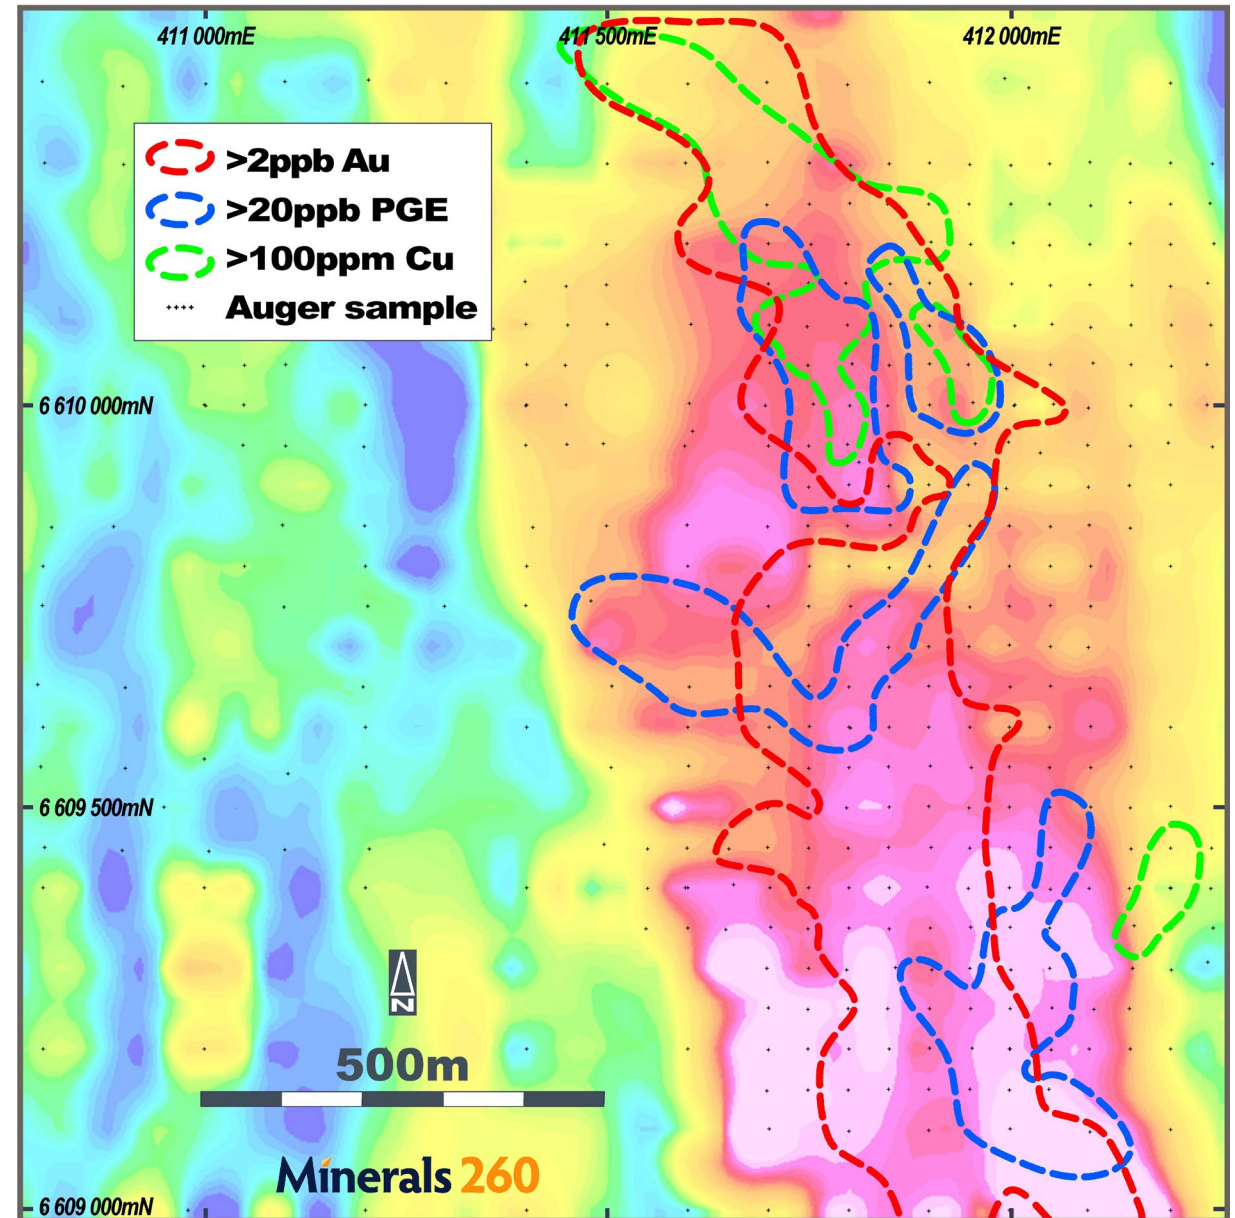 411 000mE
411 500mE
412 000mE
>2ppb Au
>20ppb PGE
>100ppm Cu
Auger sample
6 610 000mN
6 609 500mN
N
500m
Minerals 260
6 609 000mN